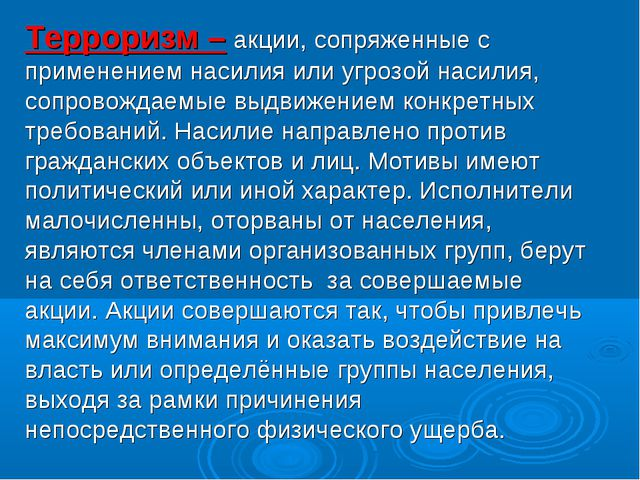 Терроризм – акции, сопряженные с
применением насилия или угрозой насилия,
сопровождаемые выдвижением конкретных
требований. Насилие направлено против
гражданских объектов и лиц. Мотивы имеют
политический или иной характер. Исполнители
малочисленны, оторваны от населения,
являются членами организованных групп, берут
на себя ответственность за совершаемые
акции. Акции совершаются так, чтобы привлечь
максимум внимания и оказать воздействие на
власть или определённые группы населения,
выходя за рамки причинения
непосредственного физического ущерба.